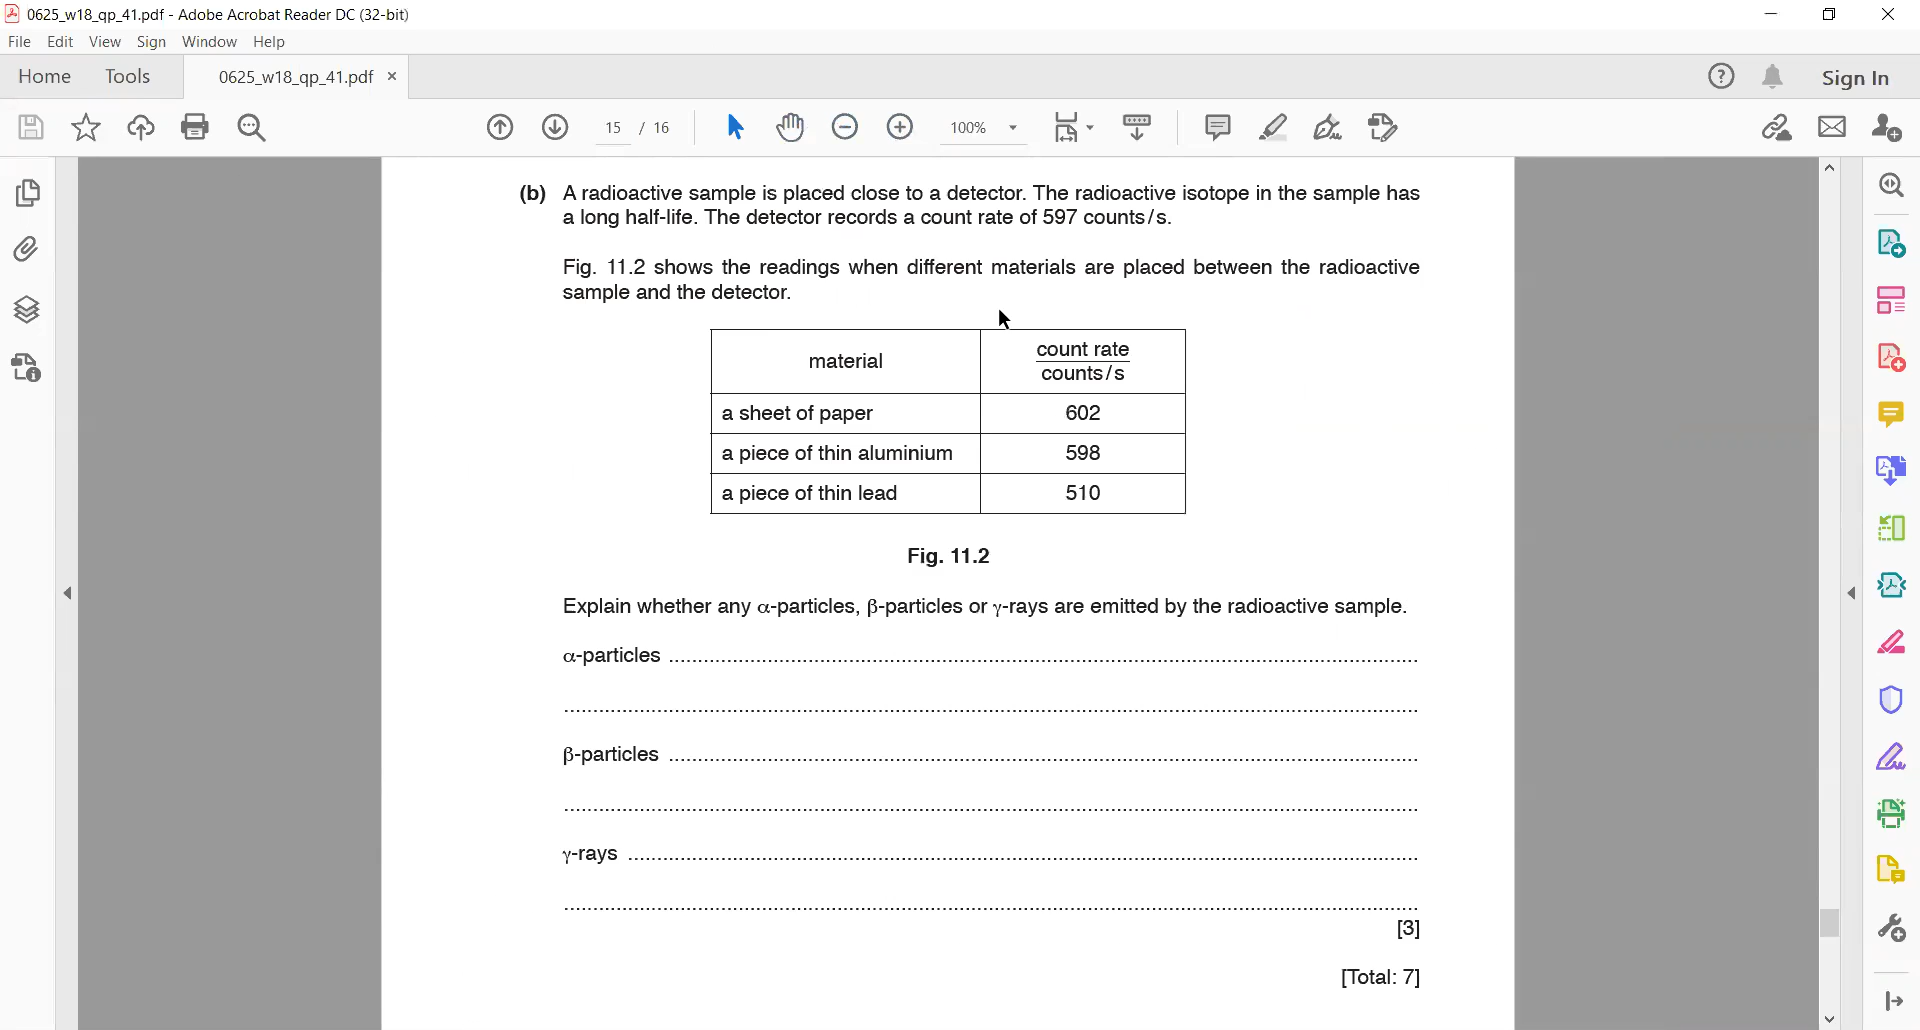 0625_w18_qp_41.pdf - Adobe Acrobat Reader DC (32-bit)
File Edit View Sign Window Help
Home Tools 0625_w18_qp_41.pdf × Sign In
15 / 16 100%
(b) A radioactive sample is placed close to a detector. The radioactive isotope in the sample has
a long half-life. The detector records a count rate of 597 counts/s.
Fig. 11.2 shows the readings when different materials are placed between the radioactive
sample and the detector.
material
count rate
counts/s
a sheet of paper 602
a piece of thin aluminium 598
a piece of thin lead 510
Fig. 11.2
Explain whether any α-particles, β-particles or γ-rays are emitted by the radioactive sample.
α-particles ........................................................................
........................................................................
β-particles ........................................................................
........................................................................
γ-rays ........................................................................
........................................................................
[3]
[Total: 7]